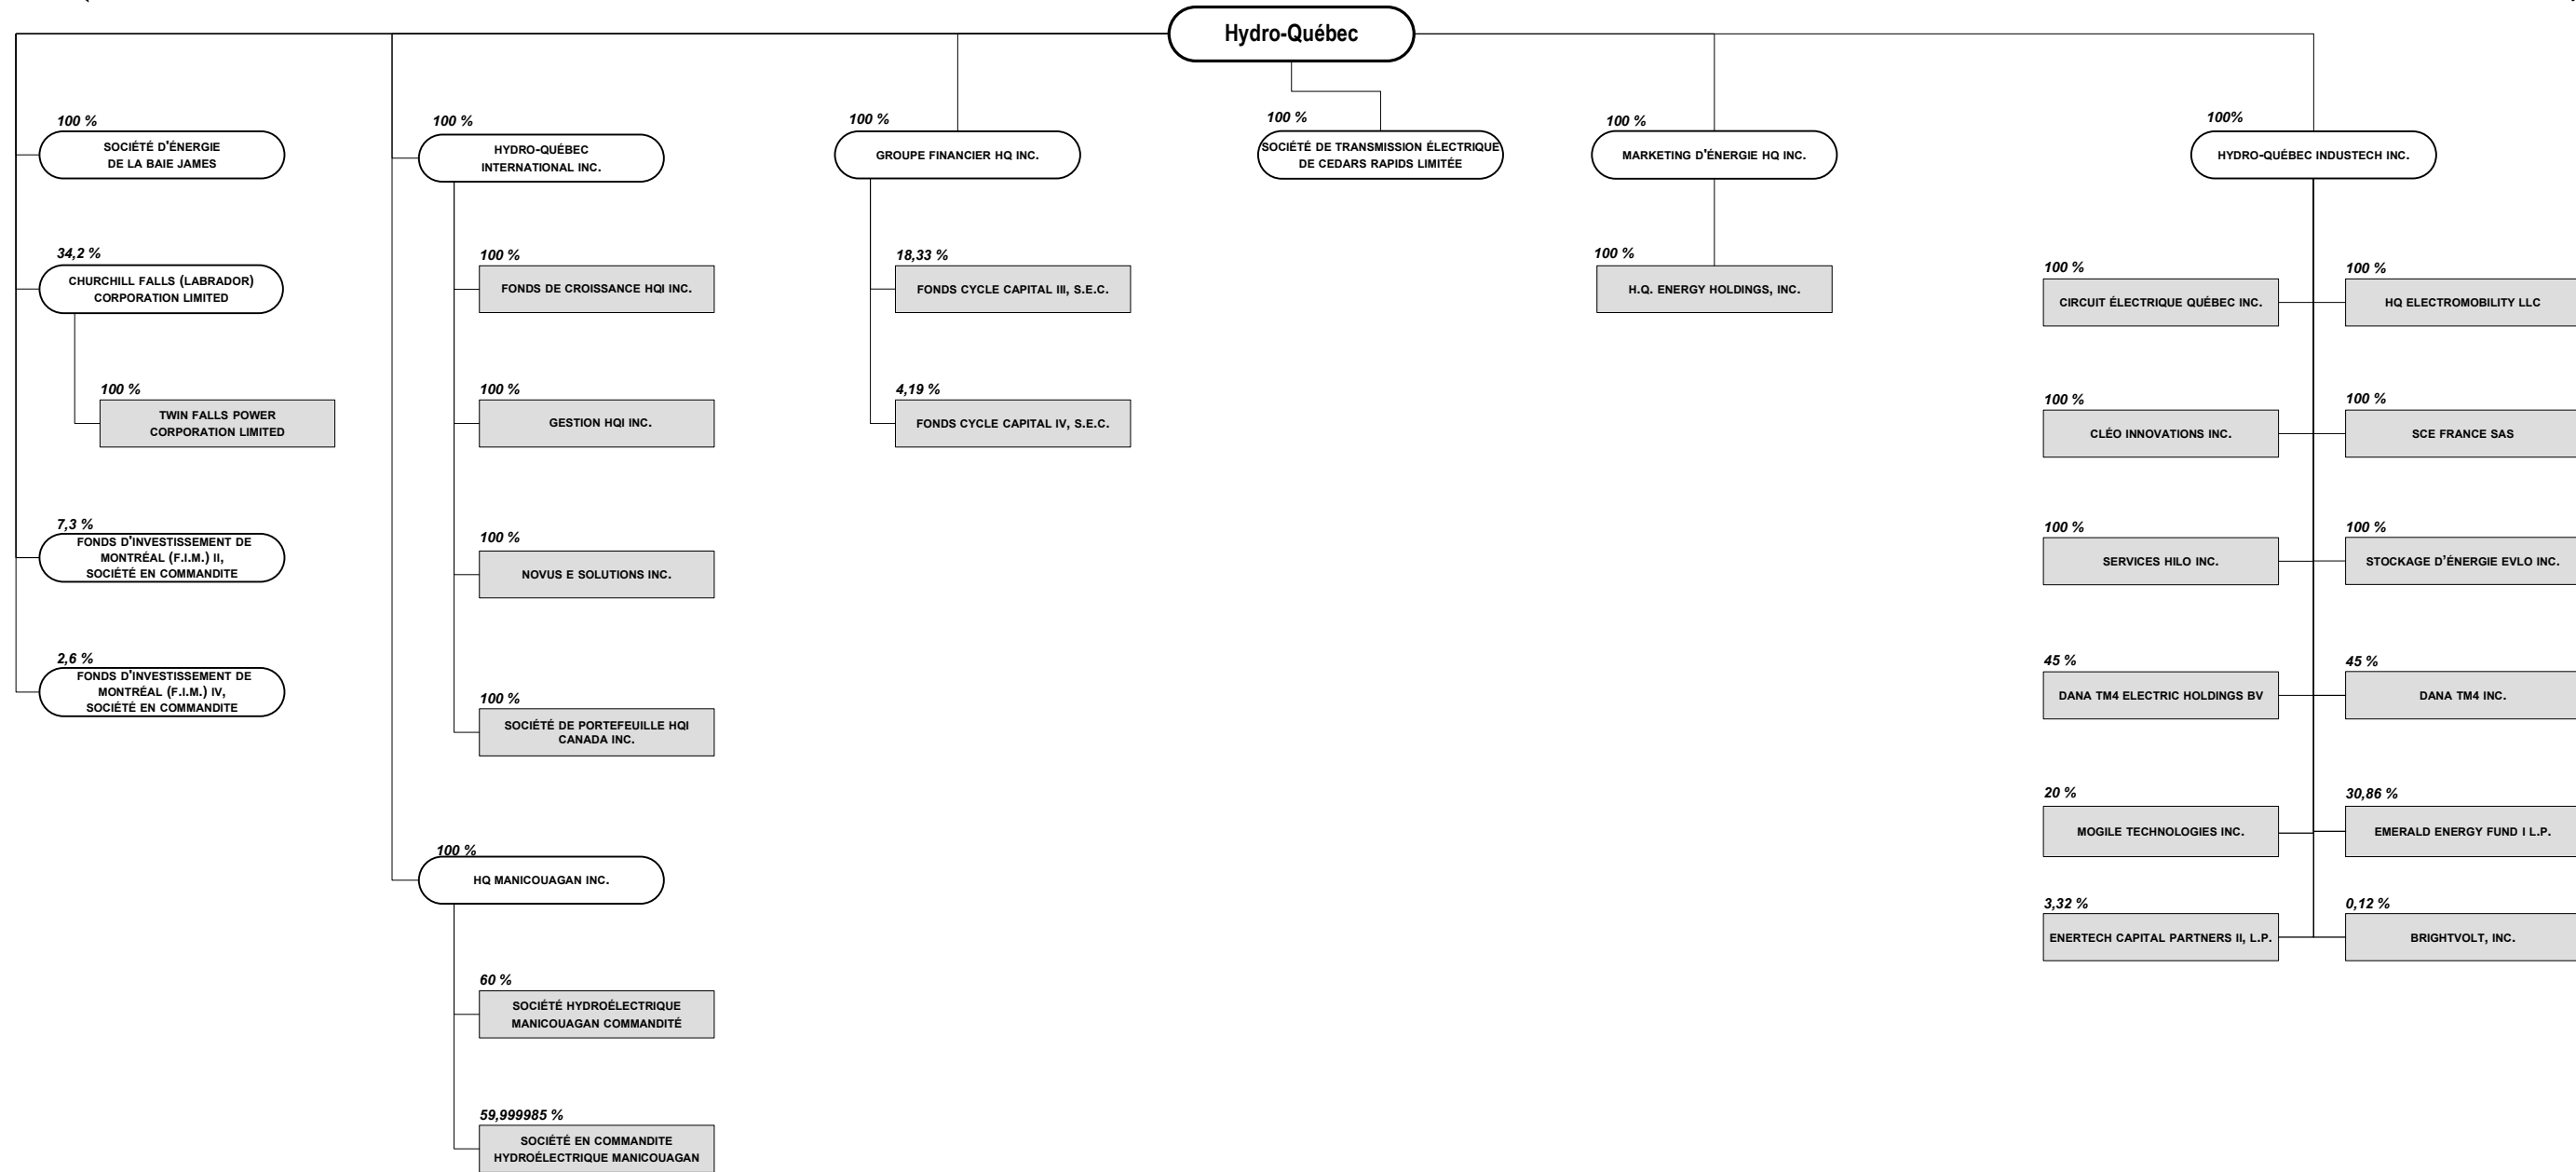 Hydro-Québec
100 %
SOCIÉTÉ D'ÉNERGIE
DE LA BAIE JAMES
34,2 %
CHURCHILL FALLS (LABRADOR)
CORPORATION LIMITED
100 %
TWIN FALLS POWER
CORPORATION LIMITED
7,3 %
FONDS D'INVESTISSEMENT DE
MONTRÉAL (F.I.M.) II,
SOCIÉTÉ EN COMMANDITE
2,6 %
FONDS D'INVESTISSEMENT DE
MONTRÉAL (F.I.M.) IV,
SOCIÉTÉ EN COMMANDITE
100 %
HYDRO-QUÉBEC
INTERNATIONAL INC.
100 %
FONDS DE CROISSANCE HQI INC.
100 %
GESTION HQI INC.
100 %
NOVUS E SOLUTIONS INC.
100 %
SOCIÉTÉ DE PORTEFEUILLE HQI
CANADA INC.
100 %
HQ MANICOUAGAN INC.
60 %
SOCIÉTÉ HYDROÉLECTRIQUE
MANICOUAGAN COMMANDITÉ
59,999985 %
SOCIÉTÉ EN COMMANDITE
HYDROÉLECTRIQUE MANICOUAGAN
100 %
GROUPE FINANCIER HQ INC.
18,33 %
FONDS CYCLE CAPITAL III, S.E.C.
4,19 %
FONDS CYCLE CAPITAL IV, S.E.C.
100 %
SOCIÉTÉ DE TRANSMISSION ÉLECTRIQUE
DE CEDARS RAPIDS LIMITÉE
100 %
MARKETING D'ÉNERGIE HQ INC.
100 %
H.Q. ENERGY HOLDINGS, INC.
100%
HYDRO-QUÉBEC INDUSTECH INC.
100 %
CIRCUIT ÉLECTRIQUE QUÉBEC INC.
100 %
HQ ELECTROMOBILITY LLC
100 %
CLÉO INNOVATIONS INC.
100 %
SCE FRANCE SAS
100 %
SERVICES HILO INC.
100 %
STOCKAGE D’ÉNERGIE EVLO INC.
45 %
DANA TM4 ELECTRIC HOLDINGS BV
45 %
DANA TM4 INC.
20 %
MOGILE TECHNOLOGIES INC.
30,86 %
EMERALD ENERGY FUND I L.P.
3,32 %
ENERTECH CAPITAL PARTNERS II, L.P.
0,12 %
BRIGHTVOLT, INC.